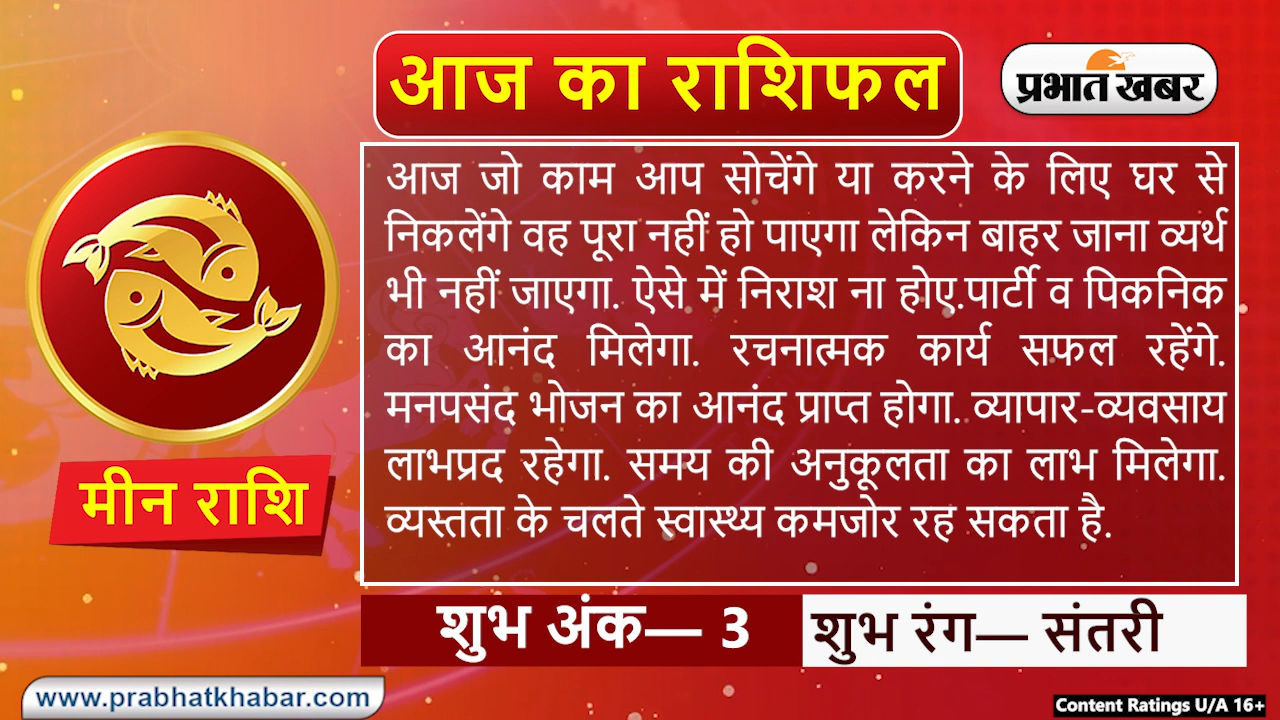 आज का राशिफल
प्रभात खबर
आज जो काम आप सोचेंगे या करने के लिए घर से
निकलेंगे वह पूरा नहीं हो पाएगा लेकिन बाहर जाना व्यर्थ
भी नहीं जाएगा. ऐसे में निराश ना होए.पार्टी व पिकनिक
का आनंद मिलेगा. रचनात्मक कार्य सफल रहेंगे.
मनपसंद भोजन का आनंद प्राप्त होगा. व्यापार-व्यवसाय
लाभप्रद रहेगा. समय की अनुकूलता का लाभ मिलेगा.
व्यस्तता के चलते स्वास्थ्य कमजोर रह सकता है.
मीन राशि
शुभ अंक— 3
शुभ रंग— संतरी
www.prabhatkhabar.com
Content Ratings U/A 16+